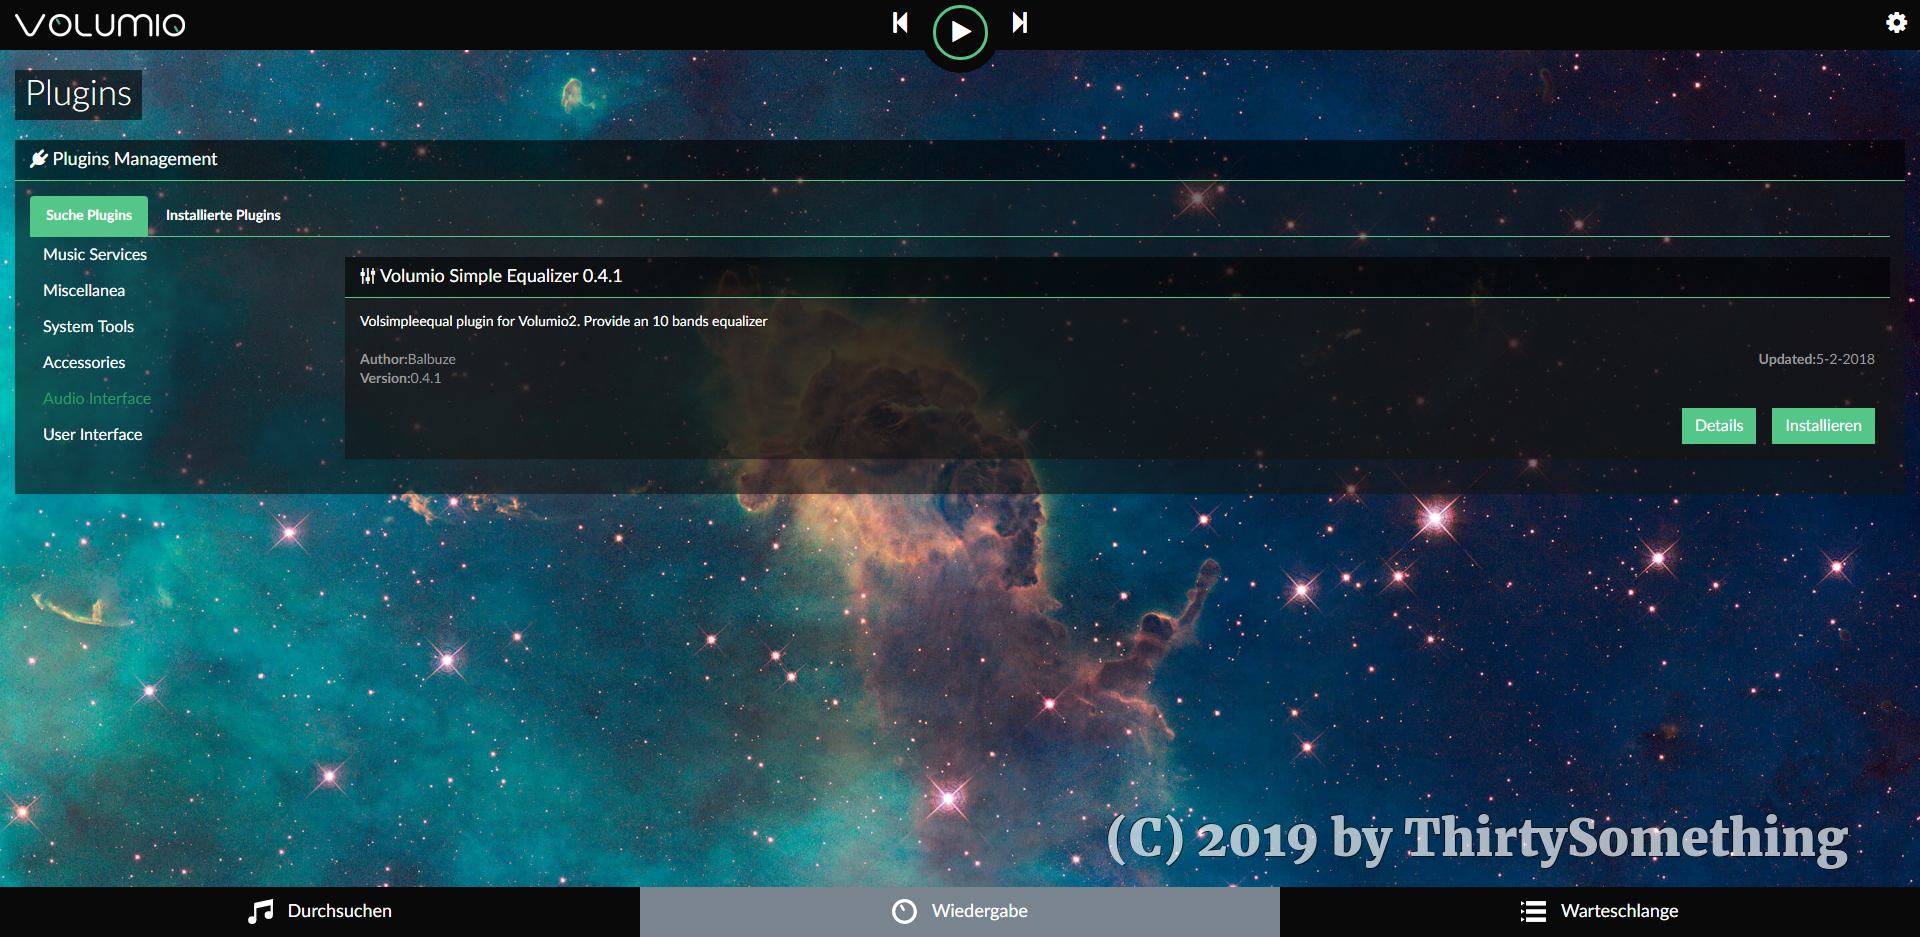 VOLUMIO
Plugins
Plugins Management
Suche Plugins
Installierte Plugins
Music Services
Miscellanea
System Tools
Accessories
Audio Interface
User Interface
Volumio Simple Equalizer 0.4.1
Volsimpleequal plugin for Volumio2. Provide an 10 bands equalizer
Author:Balbuze
Updated:5-2-2018
Version:0.4.1
Details
Installieren
(C) 2019 by ThirtySomething
Durchsuchen
Wiedergabe
Warteschlange